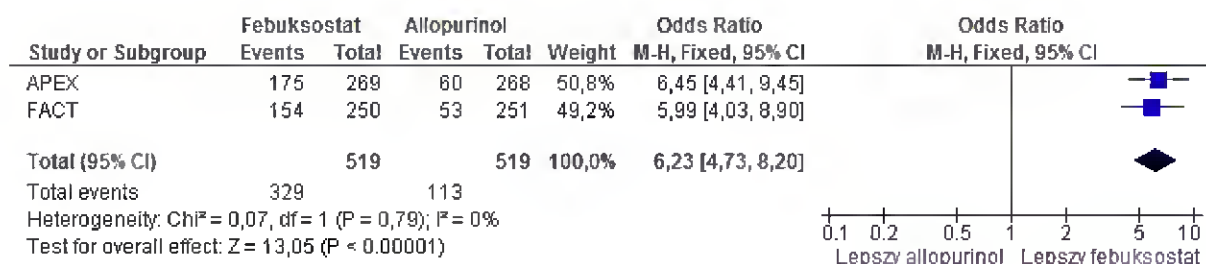 Febuksostat Allopurinol Odds Ratio Odds Ratio
Study or Subgroup Events Total Events Total Weight M-H, Fixed, 95% CI M-H, Fixed, 95% CI
APEX 175 269 60 268 50,8% 6,45 [4,41, 9,45]
FACT 154 250 53 251 49,2% 5,99 [4,03, 8,90]
Total (95% CI) 519 519 100,0% 6,23 [4,73, 8,20]
Total events 329 113
Heterogeneity: Chi² = 0,07, df = 1 (P = 0,79); I² = 0%
Test for overall effect: Z = 13,05 (P < 0.00001)
0.1 0.2 0.5 1 2 5 10
Lepszy allopurinol Lepszy febuksostat